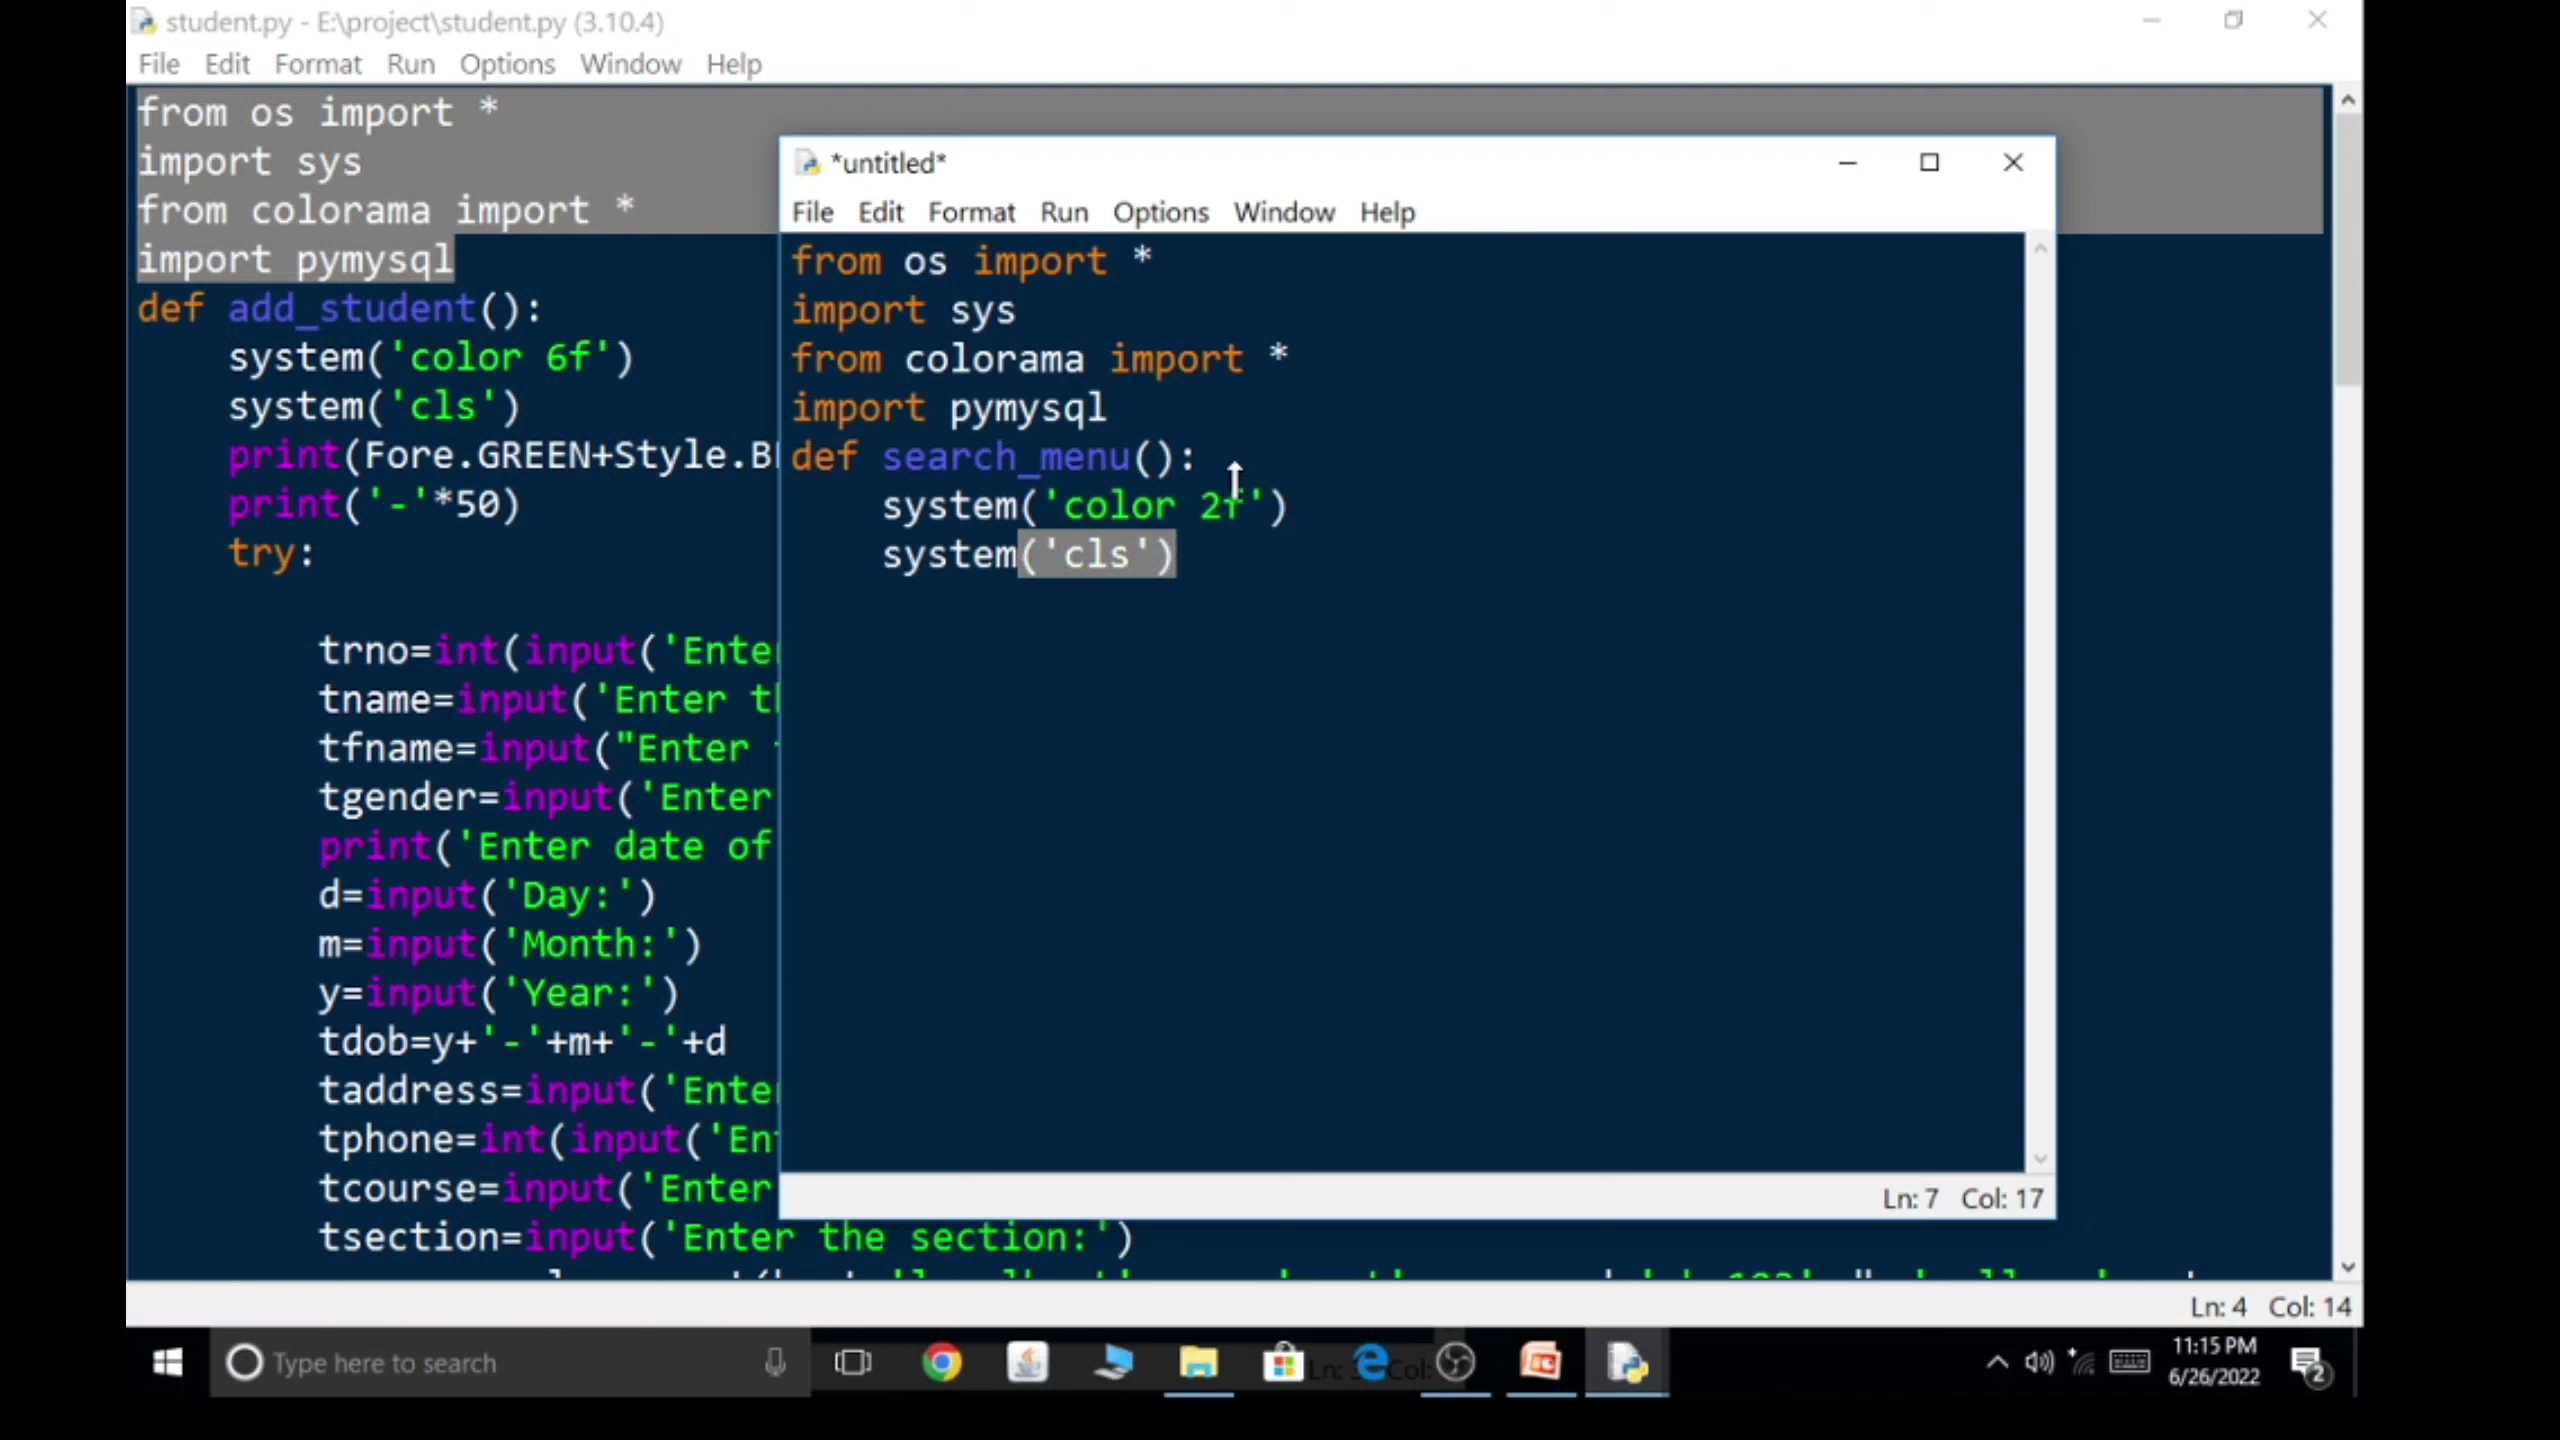 student.py - E:\project\student.py (3.10.4)
File Edit Format Run Options Window Help
from os import *
import sys
from colorama import *
import pymysql
def add_student():
system('color 6f')
system('cls')
print(Fore.GREEN+Style.B
print('-'*50)
try:
trno=int(input('Ente
tname=input('Enter t
tfname=input("Enter
tgender=input('Enter
print('Enter date of
d=input('Day:')
m=input('Month:')
y=input('Year:')
tdob=y+'-'+m+'-'+d
taddress=input('Ente
tphone=int(input('En
tcourse=input('Enter
tsection=input('Enter the section:')
Ln: 4 Col: 14
*untitled*
File Edit Format Run Options Window Help
from os import *
import sys
from colorama import *
import pymysql
def search_menu():
system('color 2f')
system('cls')
Ln: 7 Col: 17
Type here to search
11:15 PM
6/26/2022
2